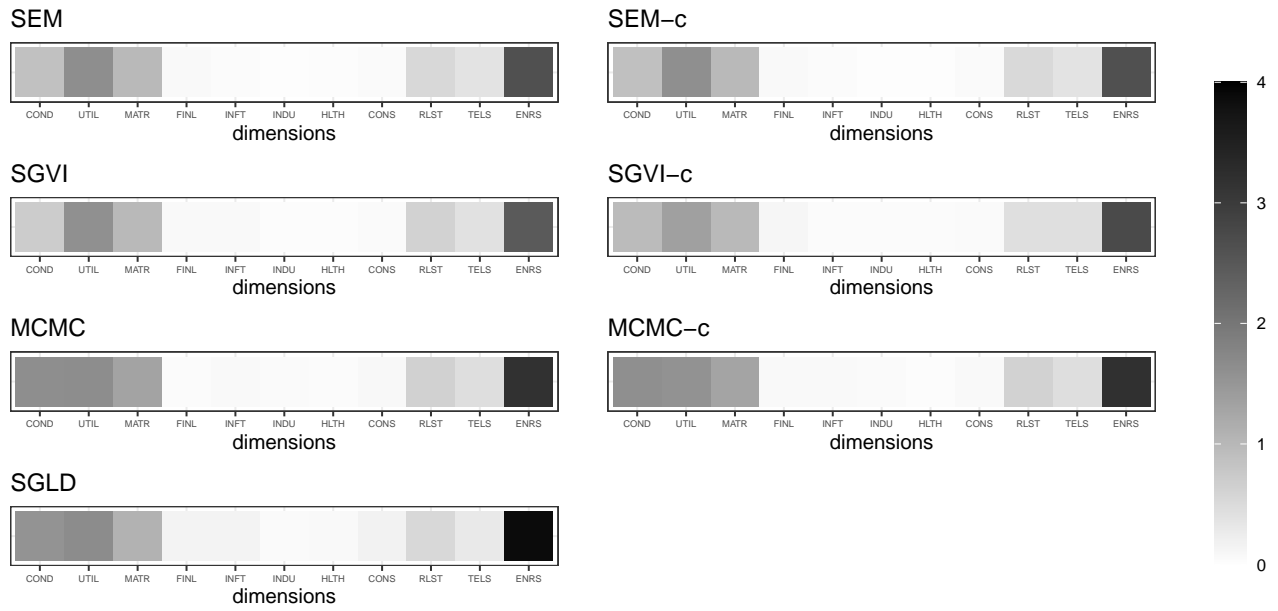 SEM
COND UTIL MATR FINL INFT INDU HLTH CONS RLST TELS ENRS
dimensions
SEM−c
COND UTIL MATR FINL INFT INDU HLTH CONS RLST TELS ENRS
dimensions
SGVI
COND UTIL MATR FINL INFT INDU HLTH CONS RLST TELS ENRS
dimensions
SGVI−c
COND UTIL MATR FINL INFT INDU HLTH CONS RLST TELS ENRS
dimensions
MCMC
COND UTIL MATR FINL INFT INDU HLTH CONS RLST TELS ENRS
dimensions
MCMC−c
COND UTIL MATR FINL INFT INDU HLTH CONS RLST TELS ENRS
dimensions
SGLD
COND UTIL MATR FINL INFT INDU HLTH CONS RLST TELS ENRS
dimensions
4
3
2
1
0